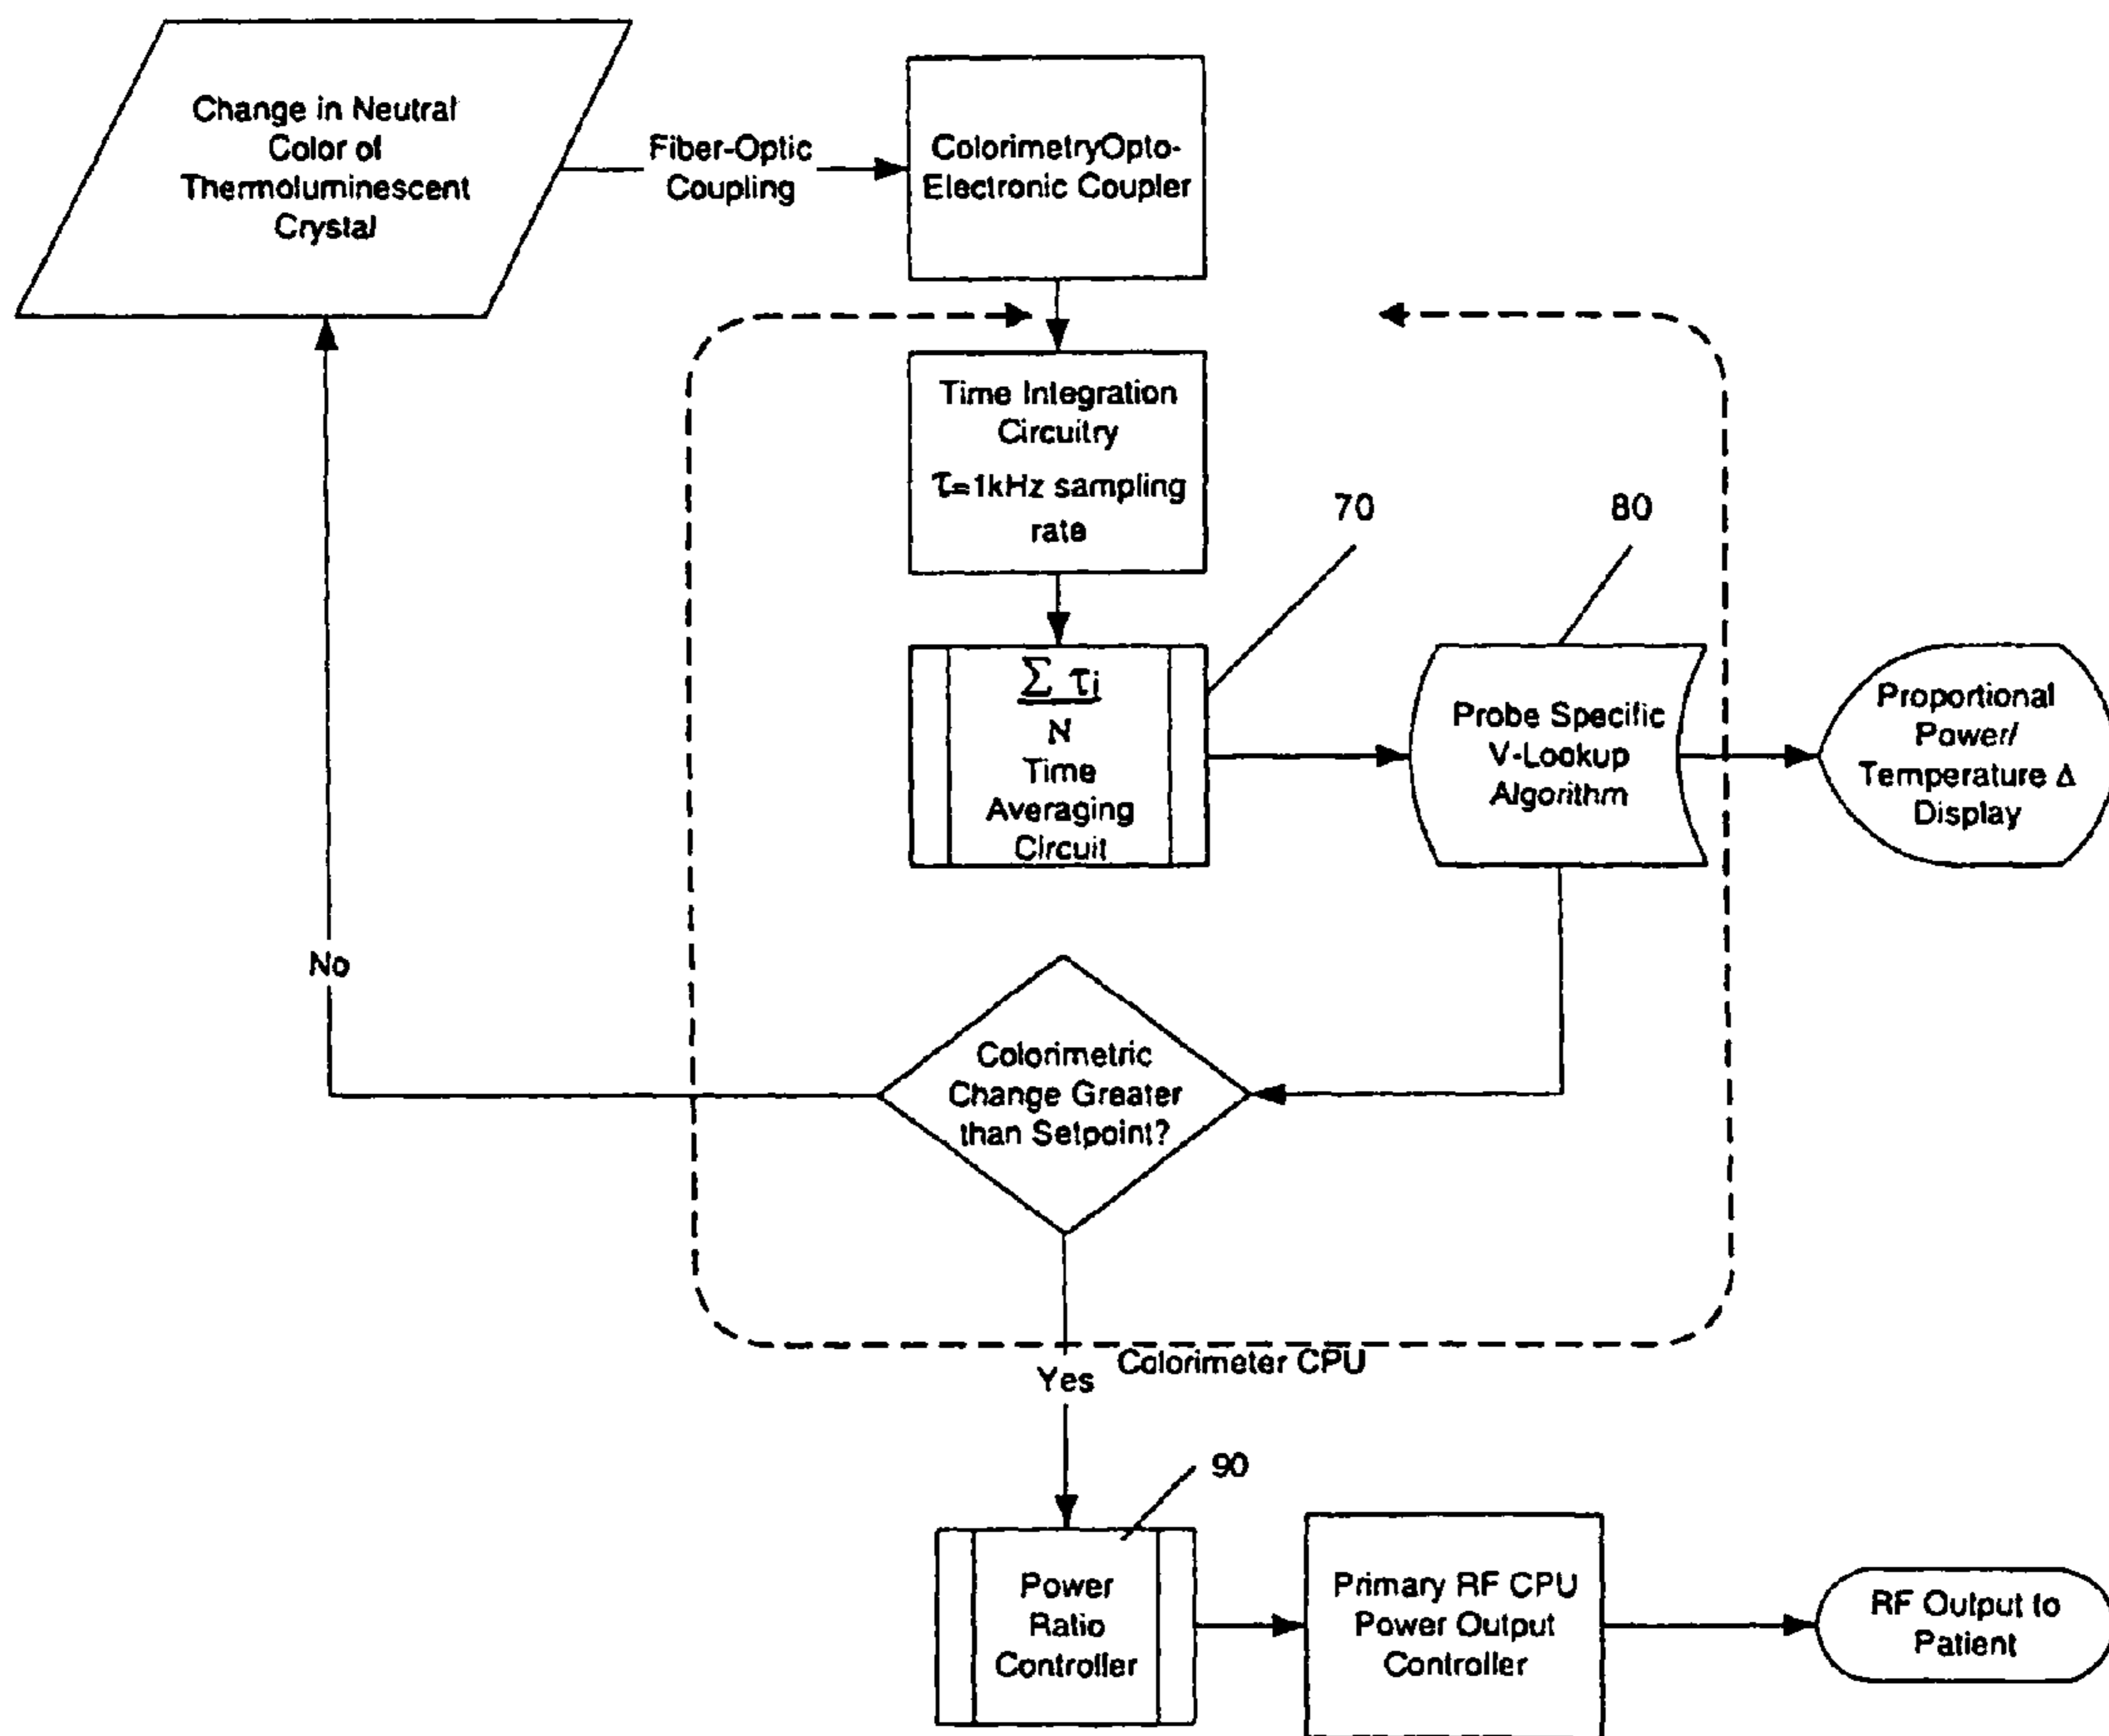 Change in Neutral
Color of
Thermoluminescent
Crystal
Fiber-Optic
Coupling
ColorimetryOpto-
Electronic Coupler
Time Integration
Circuitry
τ=1kHz sampling
rate
70
80
Σ τi
N
Time
Averaging
Circuit
Probe Specific
V-Lookup
Algorithm
Proportional
Power/
Temperature Δ
Display
No
Colorimetric
Change Greater
than Setpoint?
Colorimeter CPU
Yes
90
Power
Ratio
Controller
Primary RF CPU
Power Output
Controller
RF Output to
Patient